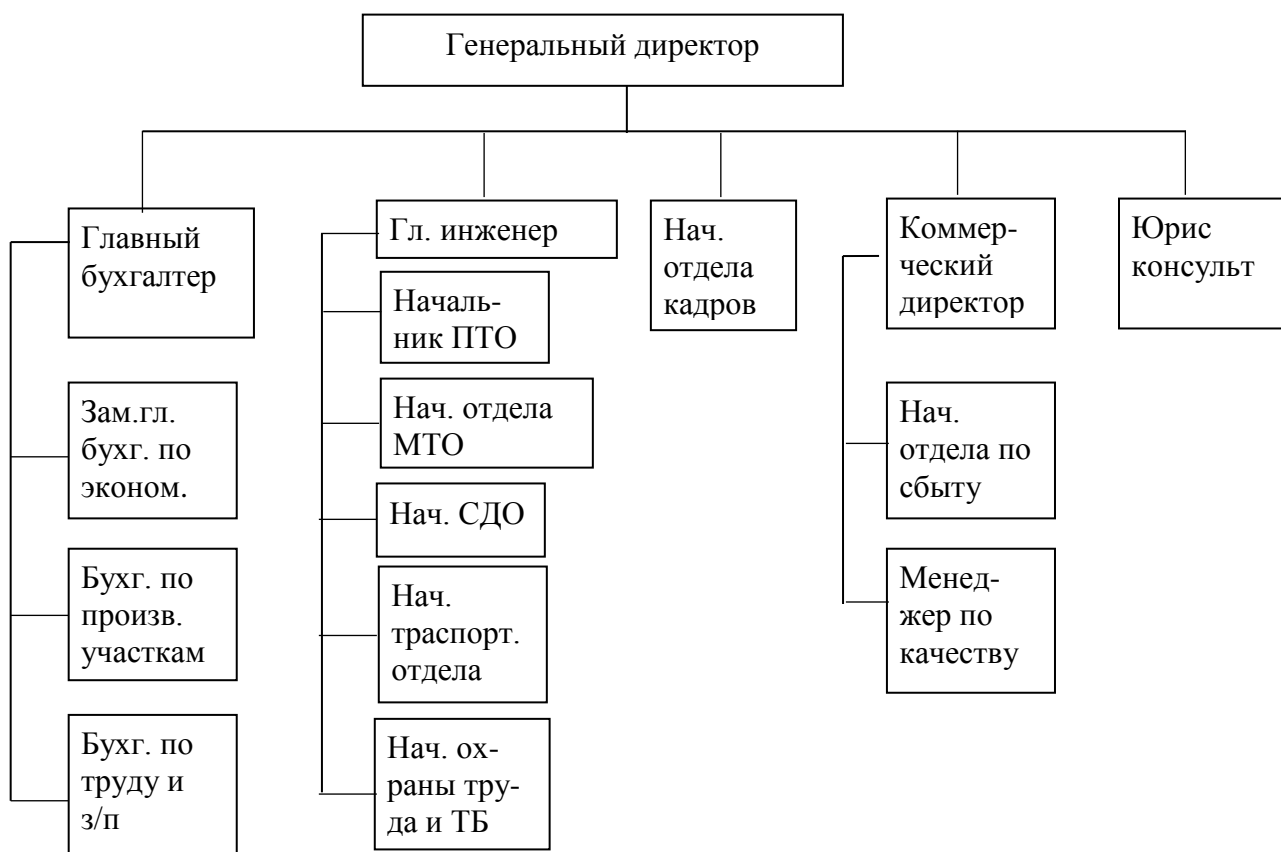 Генеральный директор
Главный
бухгалтер
Зам.гл.
бухг. по
эконом.
Бухг. по
произв.
участкам
Бухг. по
труду и
з/п
Гл. инженер
Началь-
ник ПТО
Нач. отдела
МТО
Нач. СДО
Нач.
траспорт.
отдела
Нач. ох-
раны тру-
да и ТБ
Нач.
отдела
кадров
Коммер-
ческий
директор
Нач.
отдела по
сбыту
Менед-
жер по
качеству
Юрис
консульт